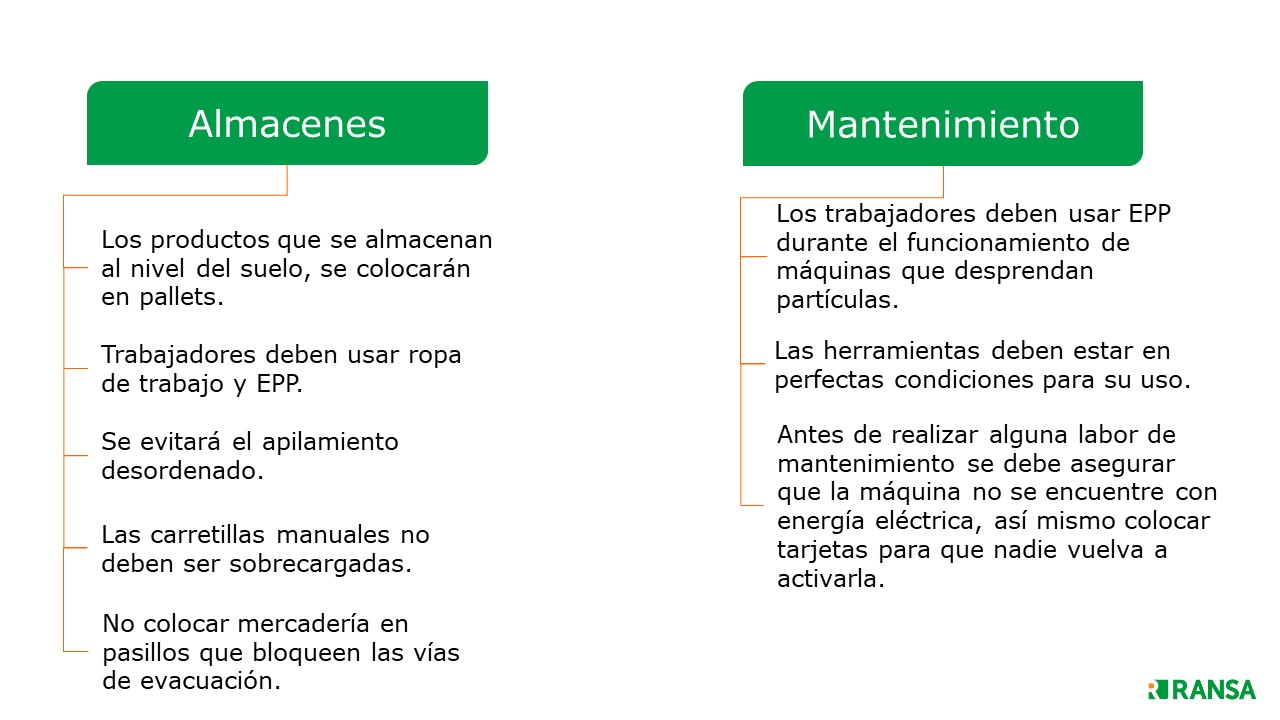 Almacenes
Los productos que se almacenan
al nivel del suelo, se colocarán
en pallets.
Trabajadores deben usar ropa
de trabajo y EPP.
Se evitará el apilamiento
desordenado.
Las carretillas manuales no
deben ser sobrecargadas.
No colocar mercadería en
pasillos que bloqueen las vías
de evacuación.
Mantenimiento
Los trabajadores deben usar EPP
durante el funcionamiento de
máquinas que desprendan
partículas.
Las herramientas deben estar en
perfectas condiciones para su uso.
Antes de realizar alguna labor de
mantenimiento se debe asegurar
que la máquina no se encuentre con
energía eléctrica, así mismo colocar
tarjetas para que nadie vuelva a
activarla.
RANSA